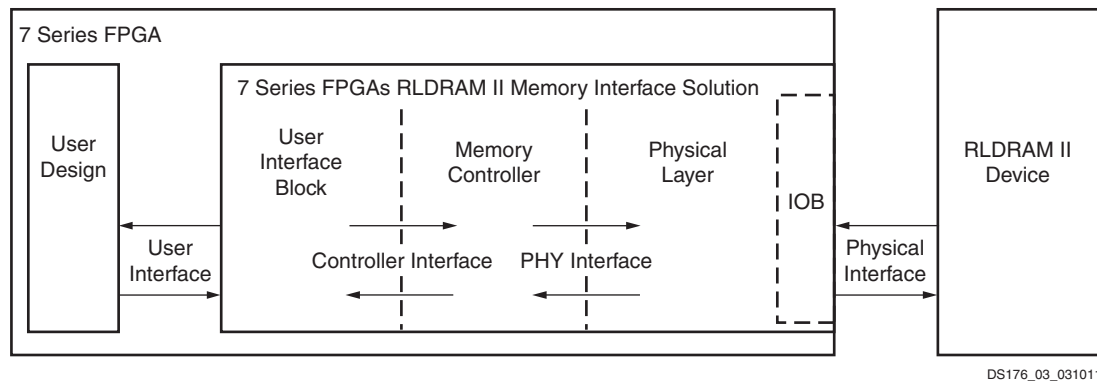 7 Series FPGA
7 Series FPGAs RLDRAM II Memory Interface Solution
User
Design
User
Interface
Block
Memory
Controller
Physical
Layer
IOB
RLDRAM II
Device
User
Interface
Controller Interface
PHY Interface
Physical
Interface
DS176_03_031011